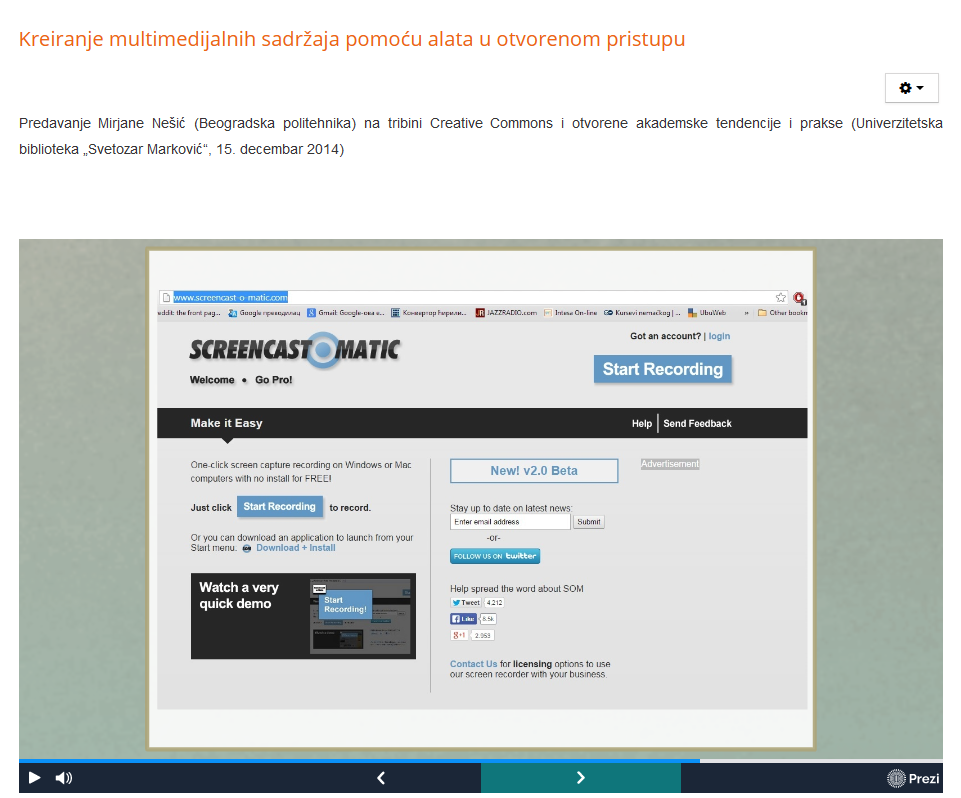 Kreiranje multimedijalnih sadržaja pomoću alata u otvorenom pristupu
Predavanje Mirjane Nešić (Beogradska politehnika) na tribini Creative Commons i otvorene akademske tendencije i prakse (Univerzitetska
biblioteka „Svetozar Marković“, 15. decembar 2014)
www.screencast-o-matic.com
eddit: the front pag... Google преводилац Gmail: Google-ова е... Конвертор ћирили... JAZZRADIO.com Intesa On-line Kursevi nemačkog | ... UbuWeb » Other bookm
Got an account? | login
SCREENCAST MATIC
Start Recording
Welcome • Go Pro!
Make it Easy
Help | Send Feedback
One-click screen capture recording on Windows or Mac
computers with no install for FREE!
Just click Start Recording to record.
Or you can download an application to launch from your
Start menu: Download + Install
Watch a very
quick demo
Start
Recording!
New! v2.0 Beta
Advertisement
Stay up to date on latest news:
Enter email address Submit
-or-
FOLLOW US ON twitter
Help spread the word about SOM
Tweet 4,212
Like 8.5k
+1 2,053
Contact Us for licensing options to use
our screen recorder with your business.
Prezi